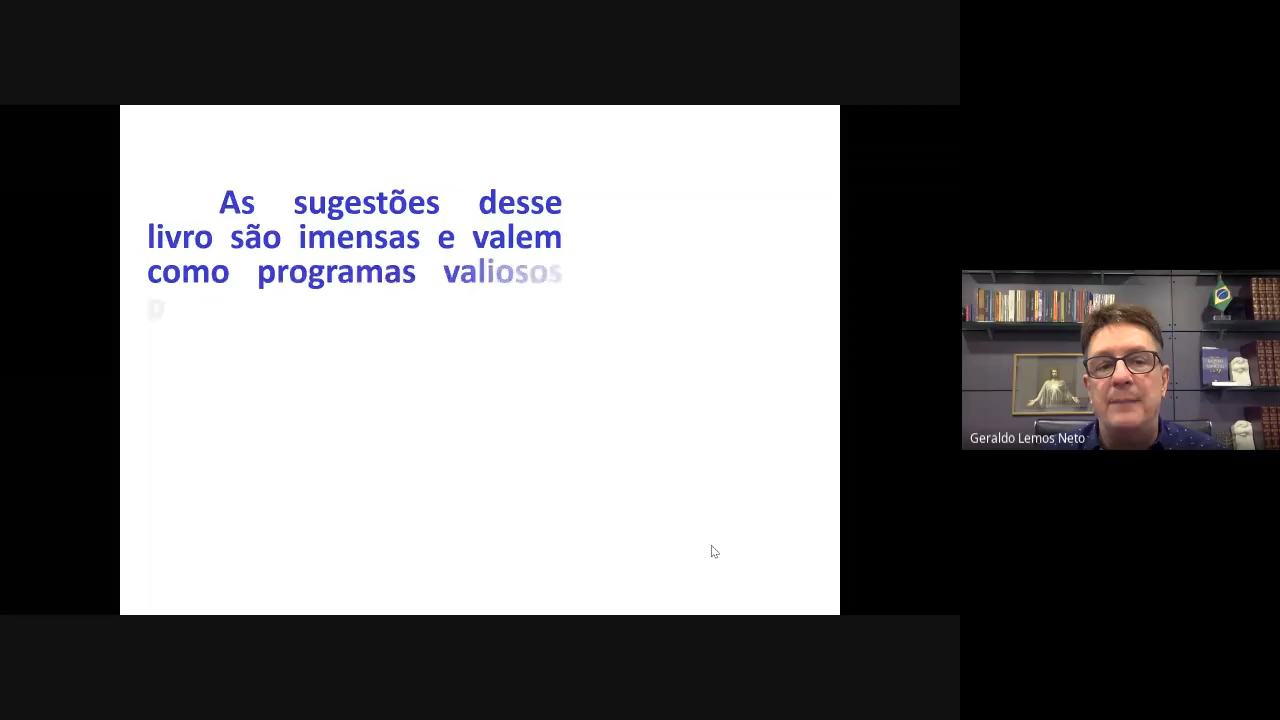 As sugestões desse
livro são imensas e valem
como programas valiosos
Geraldo Lemos Neto